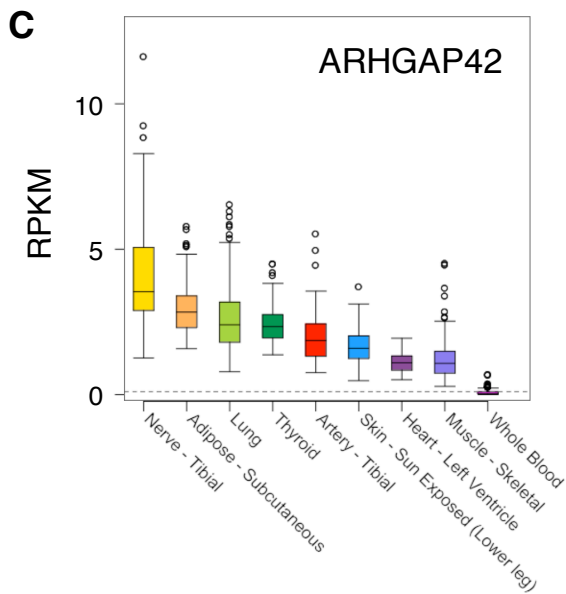 C
ARHGAP42
RPKM
10
5
0
Nerve - Tibial
Adipose - Subcutaneous
Lung
Thyroid
Artery - Tibial
Skin - Sun Exposed (Lower leg)
Heart - Left Ventricle
Muscle - Skeletal
Whole Blood